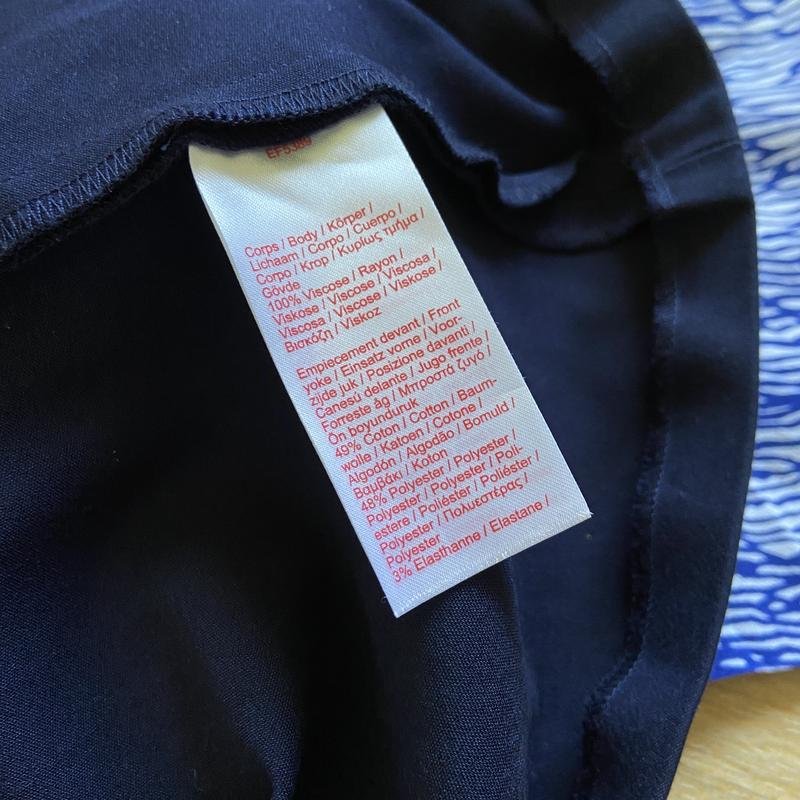 EF5389
Corps / Body / Körper /
Lichaam / Corpo / Cuerpo /
Corpo / Krop / Κυρίως τμήμα /
Gövde
100% Viscose / Rayon /
Viskose / Viscose / Viscosa /
Viscosa / Viscose / Viskose /
Βισκόζη / Viskoz
Empiecement devant / Front
yoke / Einsatz vorne / Voor-
zijde juk / Posizione davanti /
Canesú delante / Jugo frente /
Forreste åg / Μπροστά ζυγό /
Ön boyunduruk
49% Coton / Cotton / Baum-
wolle / Katoen / Cotone /
Algodón / Algodão / Bomuld /
Βαμβάκι / Koton
48% Polyester / Polyester /
Polyester / Polyester / Poli-
estere / Poliéster / Poliéster /
Polyester / Πολυεστέρας /
Polyester
3% Elasthanne / Elastane /